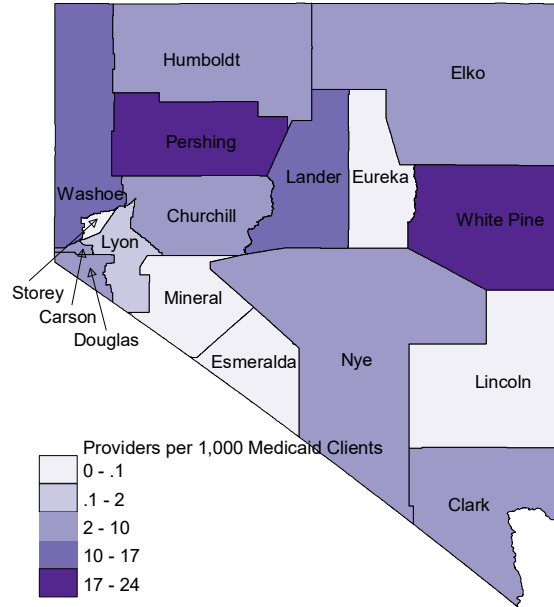 Humboldt
Elko
Pershing
Lander
Eureka
Washoe
Churchill
White Pine
Lyon
Storey
Mineral
Carson
Douglas
Esmeralda
Nye
Lincoln
Providers per 1,000 Medicaid Clients
0 - .1
.1 - 2
2 - 10
10 - 17
17 - 24
Clark